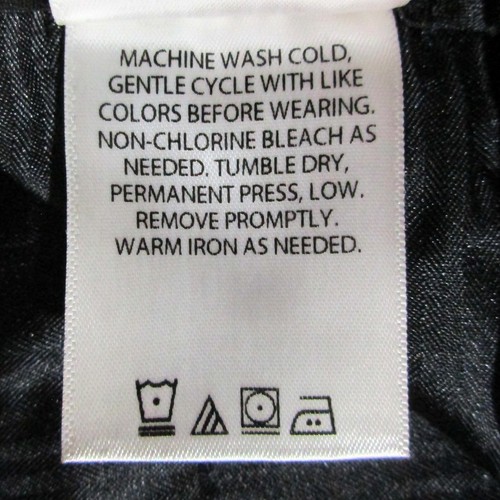 MACHINE WASH COLD,
GENTLE CYCLE WITH LIKE
COLORS BEFORE WEARING.
NON-CHLORINE BLEACH AS
NEEDED. TUMBLE DRY,
PERMANENT PRESS, LOW.
REMOVE PROMPTLY.
WARM IRON AS NEEDED.